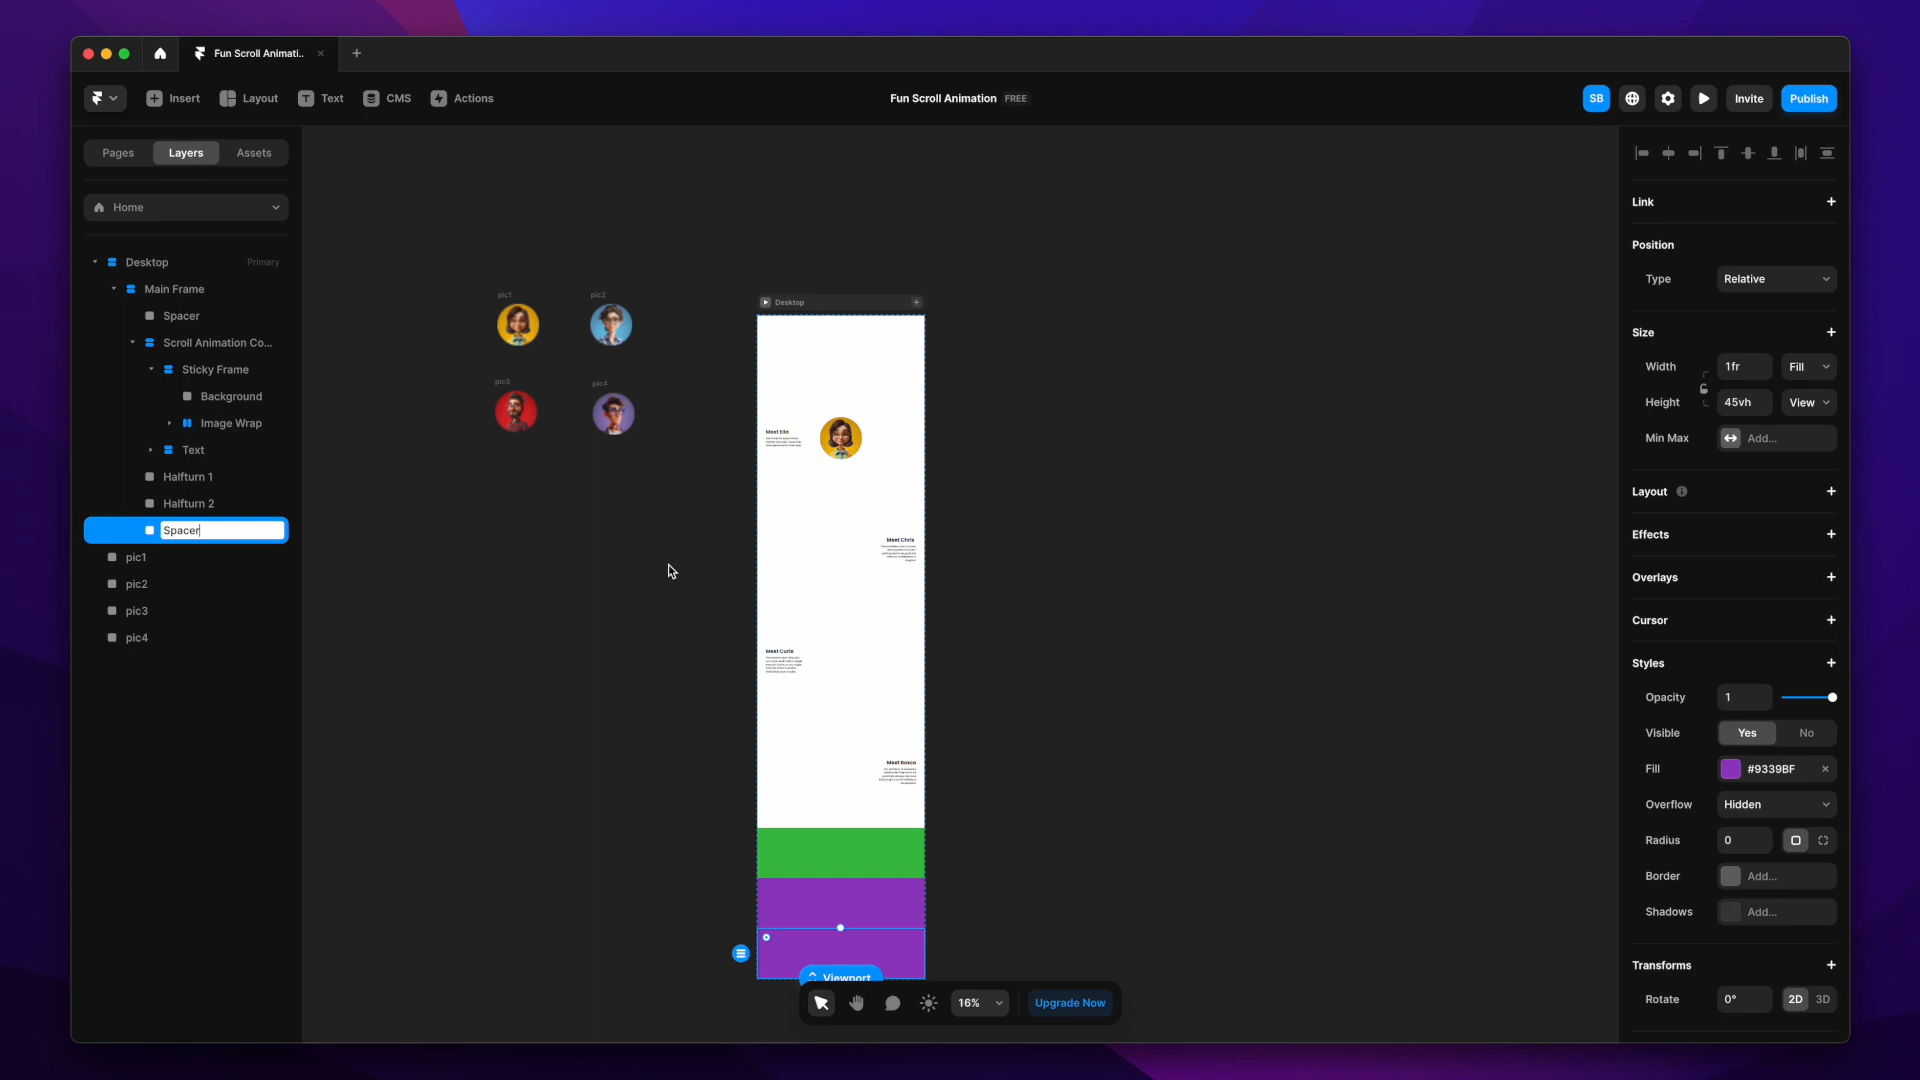 Fun Scroll Animati..
Insert
Layout
Text
CMS
Actions
Fun Scroll Animation FREE
SB
Invite
Publish
Pages
Layers
Assets
Home
Desktop
Primary
Main Frame
Spacer
Scroll Animation Co...
Sticky Frame
Background
Image Wrap
Text
Halfturn 1
Halfturn 2
Spacer
pic1
pic2
pic3
pic4
pic1
pic2
pic3
pic4
Desktop
Meet Ella
Meet Chris
Meet Curie
Meet Bosco
Viewport
16%
Upgrade Now
Link
Position
Type
Relative
Size
Width
1fr
Fill
Height
45vh
View
Min Max
Add...
Layout
Effects
Overlays
Cursor
Styles
Opacity
1
Visible
Yes
No
Fill
#9339BF
Overflow
Hidden
Radius
0
Border
Add...
Shadows
Add...
Transforms
Rotate
0°
2D
3D